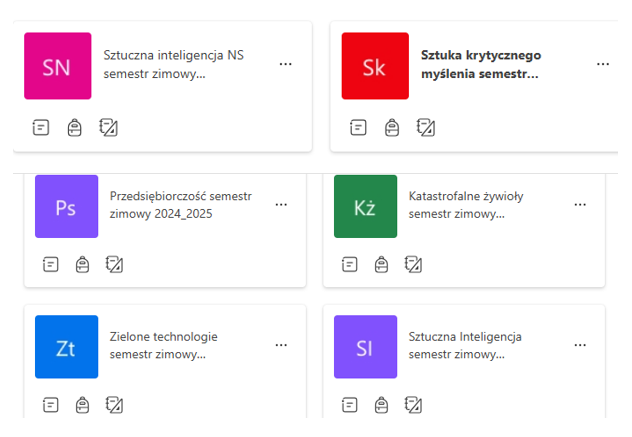 SN
Sztuczna inteligencja NS
semestr zimowy...
Sk
Sztuka krytycznego
myślenia semestr...
Ps
Przedsiębiorczość semestr
zimowy 2024_2025
Kż
Katastrofalne żywioły
semestr zimowy...
Zt
Zielone technologie
semestr zimowy...
SI
Sztuczna Inteligencja
semestr zimowy...